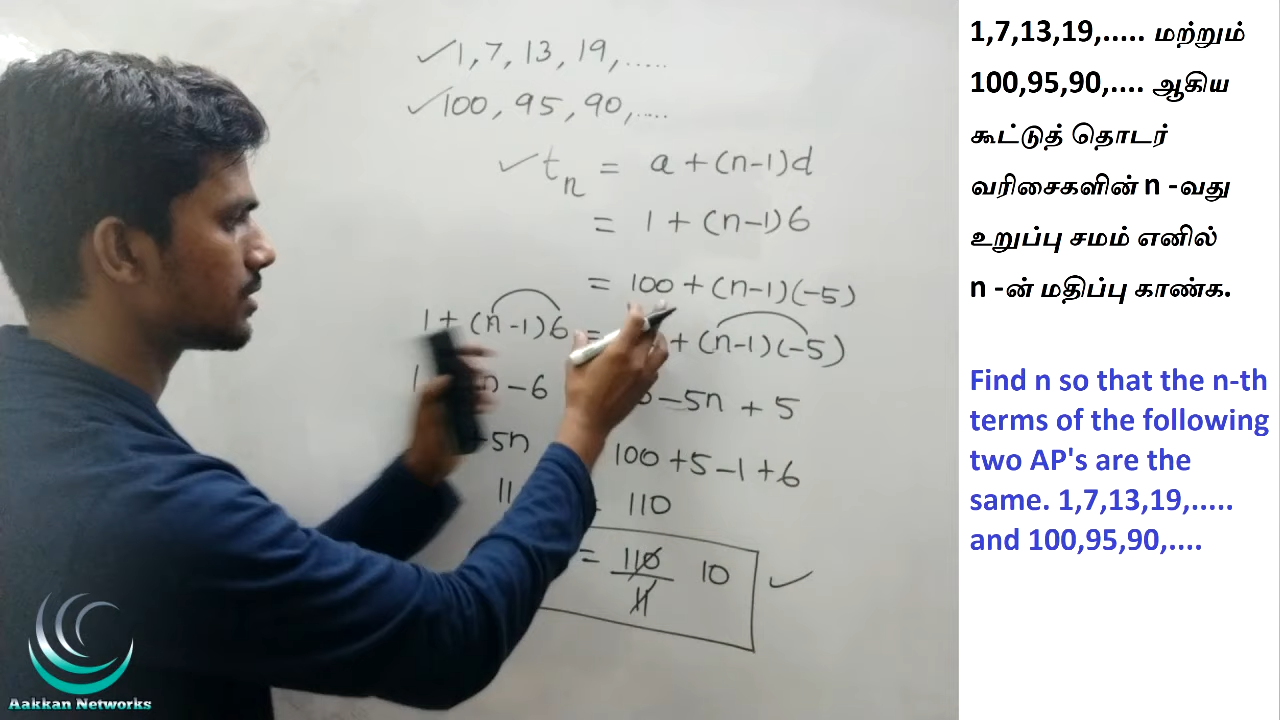 1, 7, 13, 19, .....
100, 95, 90, ....
tn = a + (n-1)d
= 1 + (n-1)6
= 100 + (n-1)(-5)
1 + (n-1)6 = + (n-1)(-5)
n - 6 - 5n + 5
+5n 100 + 5 - 1 + 6
11 = 110
= 110/11 10
Aakkan Networks
1,7,13,19,..... மற்றும்
100,95,90,.... ஆகிய
கூட்டுத் தொடர்
வரிசைகளின் n -வது
உறுப்பு சமம் எனில்
n -ன் மதிப்பு காண்க.
Find n so that the n-th
terms of the following
two AP's are the
same. 1,7,13,19,.....
and 100,95,90,....